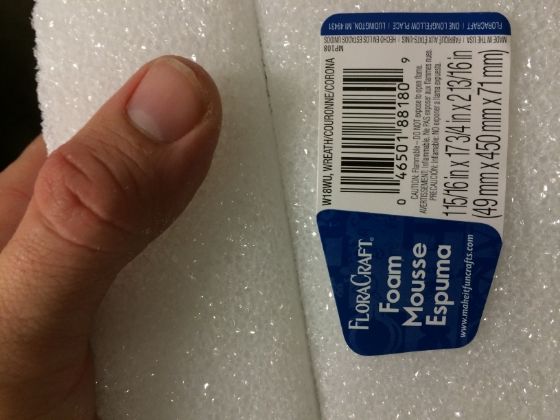 FLORACRAFT®
Foam
Mousse
Espuma
www.makeitfuncrafts.com
W18WU, WREATH/COURONNE/CORONA
0 46501 88180 9
CAUTION: Flammable - DO NOT expose to open flame.
AVERTISSEMENT: Inflammable. Ne PAS exposer aux flammes nues.
PRECAUCIÓN: Inflamable: NO exponer a llama expuesta.
1 15/16 in x 17 3/4 in x 2 13/16 in
(49 mm x 450 mm x 71 mm)
MP108
MADE IN THE USA | FABRIQUÉ AUX ÉTATS-UNIS | HECHO EN LOS ESTADOS UNIDOS
FLORACRAFT | ONE LONGFELLOW PLACE | LUDINGTON, MI 49431